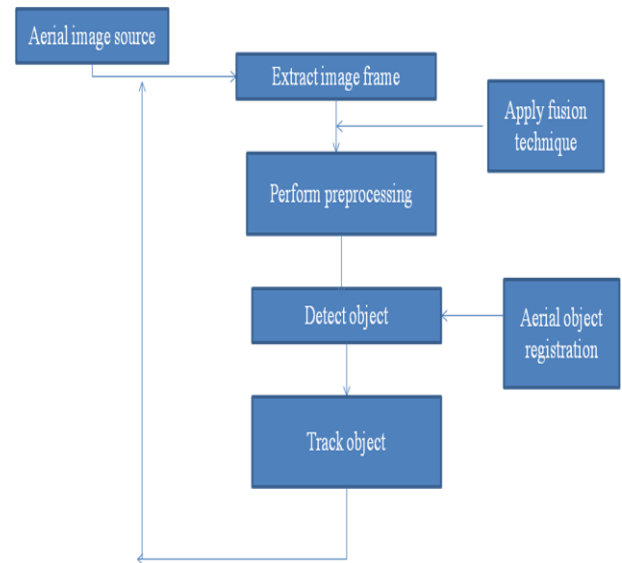 Aerial image source
Extract image frame
Apply fusion
technique
Perform preprocessing
Detect object
Aerial object
registration
Track object